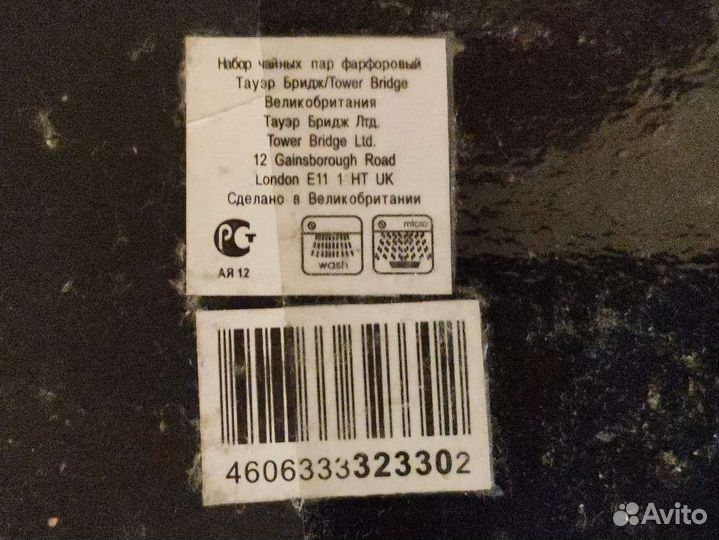 Набор чайных пар фарфоровый
Тауэр Бридж/Tower Bridge
Великобритания
Тауэр Бридж Лтд.
Tower Bridge Ltd.
12 Gainsborough Road
London E11 1 HT UK
Сделано в Великобритании
РСТ
АЯ 12
wash
micro
4606333323302
Avito